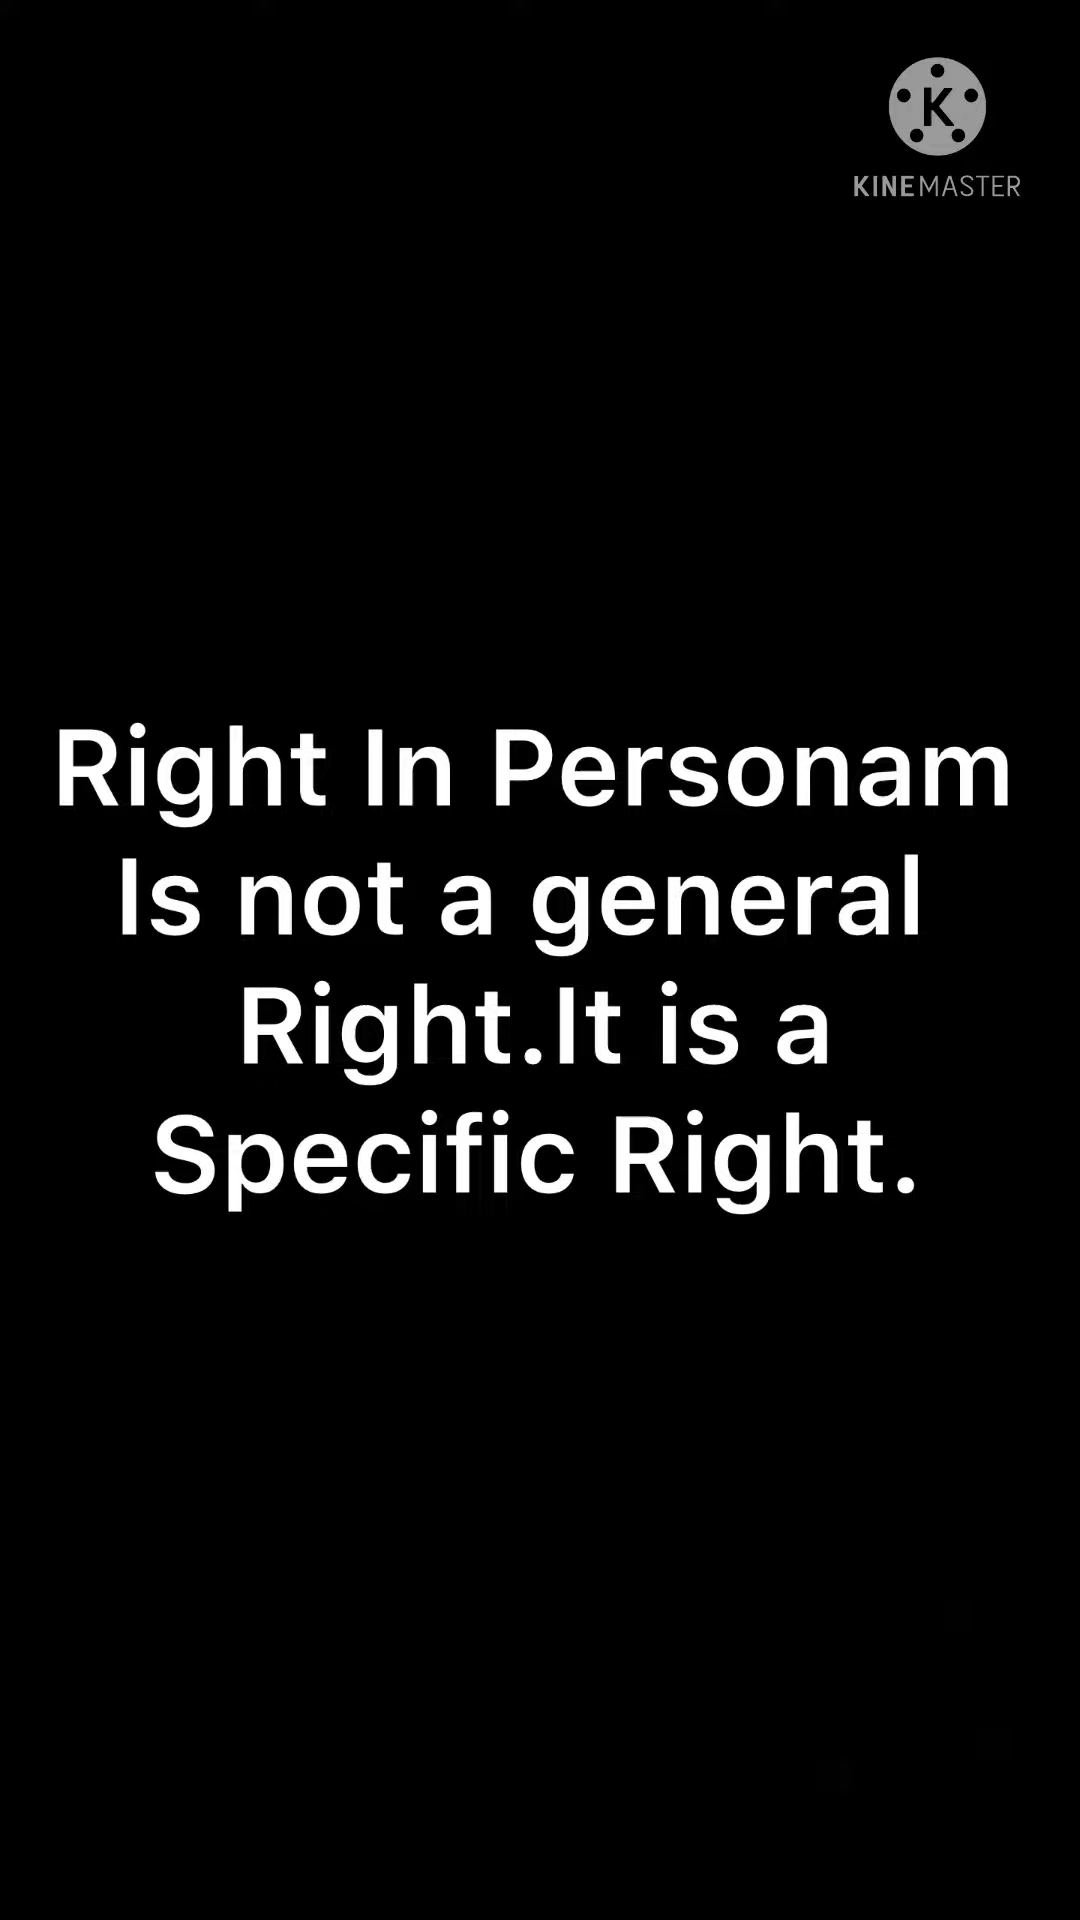 K
KINEMASTER
Right In Personam
Is not a general
Right.It is a
Specific Right.